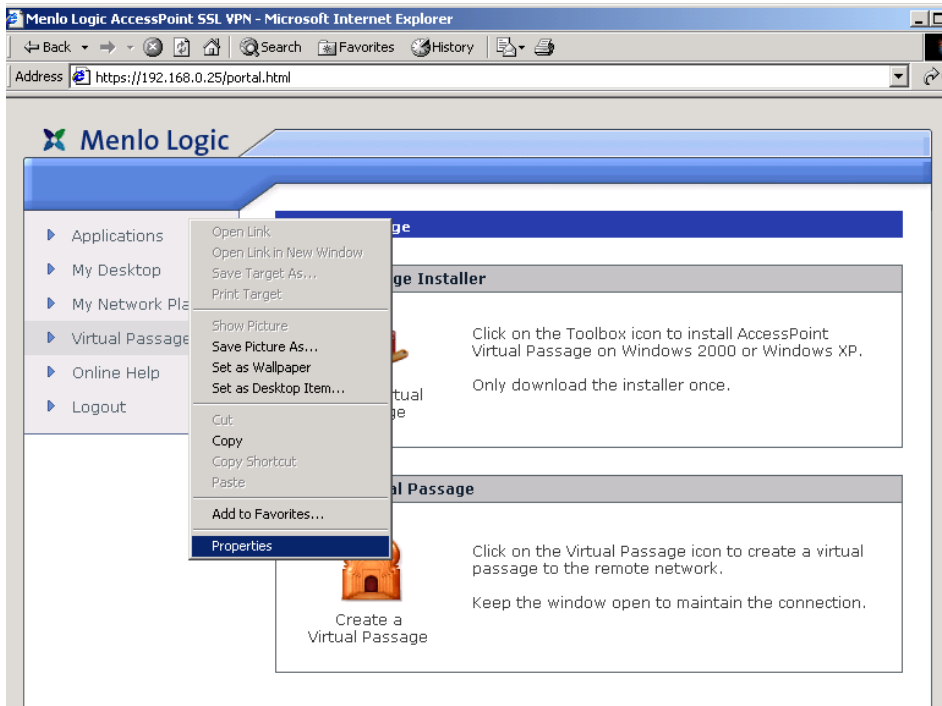 Menlo Logic AccessPoint SSL VPN - Microsoft Internet Explorer
Back Search Favorites History
Address https://192.168.0.25/portal.html
Menlo Logic
Applications
My Desktop
My Network Pla
Virtual Passage
Online Help
Logout
Open Link
Open Link in New Window
Save Target As...
Print Target
Show Picture
Save Picture As...
Set as Wallpaper
Set as Desktop Item...
Cut
Copy
Copy Shortcut
Paste
Add to Favorites...
Properties
ge
ge Installer
Click on the Toolbox icon to install AccessPoint
Virtual Passage on Windows 2000 or Windows XP.
Only download the installer once.
tual
ge
al Passage
Click on the Virtual Passage icon to create a virtual
passage to the remote network.
Keep the window open to maintain the connection.
Create a
Virtual Passage